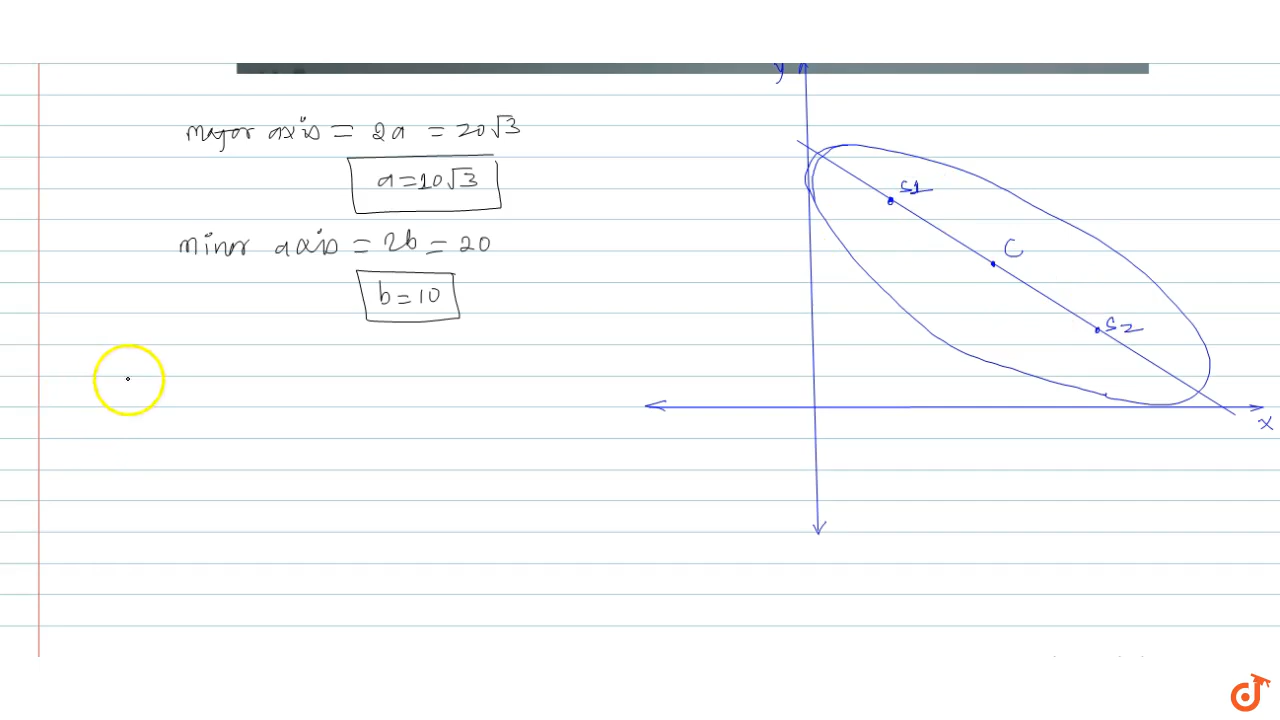 major axis = 2a = 20√3
a = 10√3
minor axis = 2b = 20
b = 10
y
S1
C
S2
x